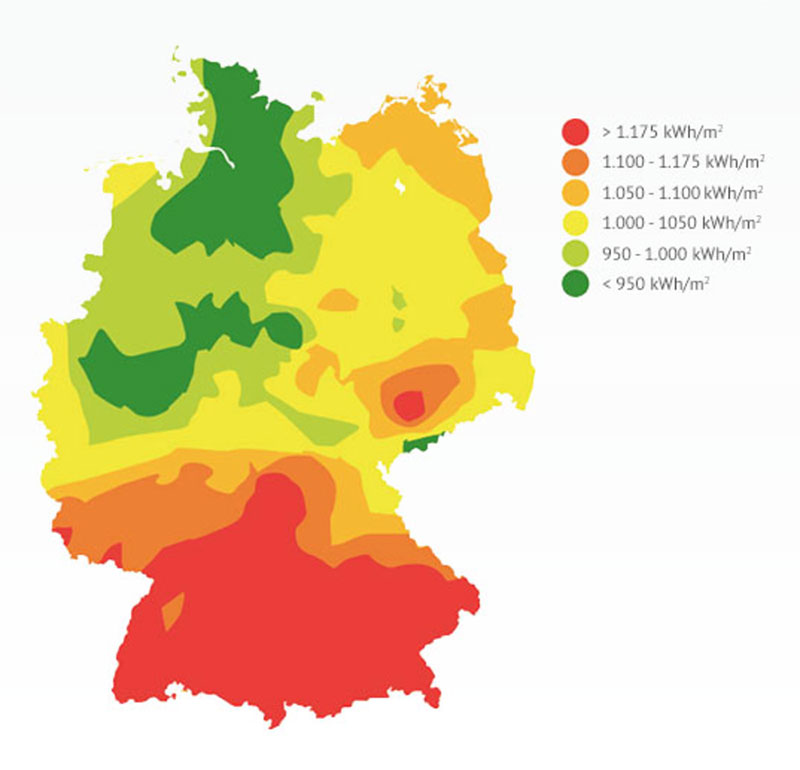 > 1.175 kWh/m²
1.100 - 1.175 kWh/m²
1.050 - 1.100 kWh/m²
1.000 - 1050 kWh/m²
950 - 1.000 kWh/m²
< 950 kWh/m²